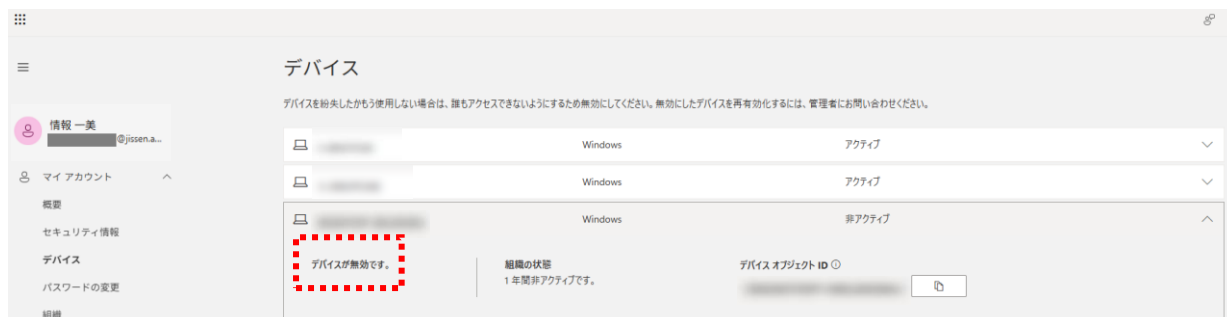 デバイス
デバイスを紛失したかもう使用しない場合は、誰もアクセスできないようにするため無効にしてください。無効にしたデバイスを再有効化するには、管理者にお問い合わせください。
情報 一美
@jissen.a...
Windows アクティブ
マイ アカウント
Windows アクティブ
概要
Windows 非アクティブ
セキュリティ情報
デバイスが無効です。
組織の状態
1 年間非アクティブです。
デバイス オブジェクト ID
デバイス
パスワードの変更
組織